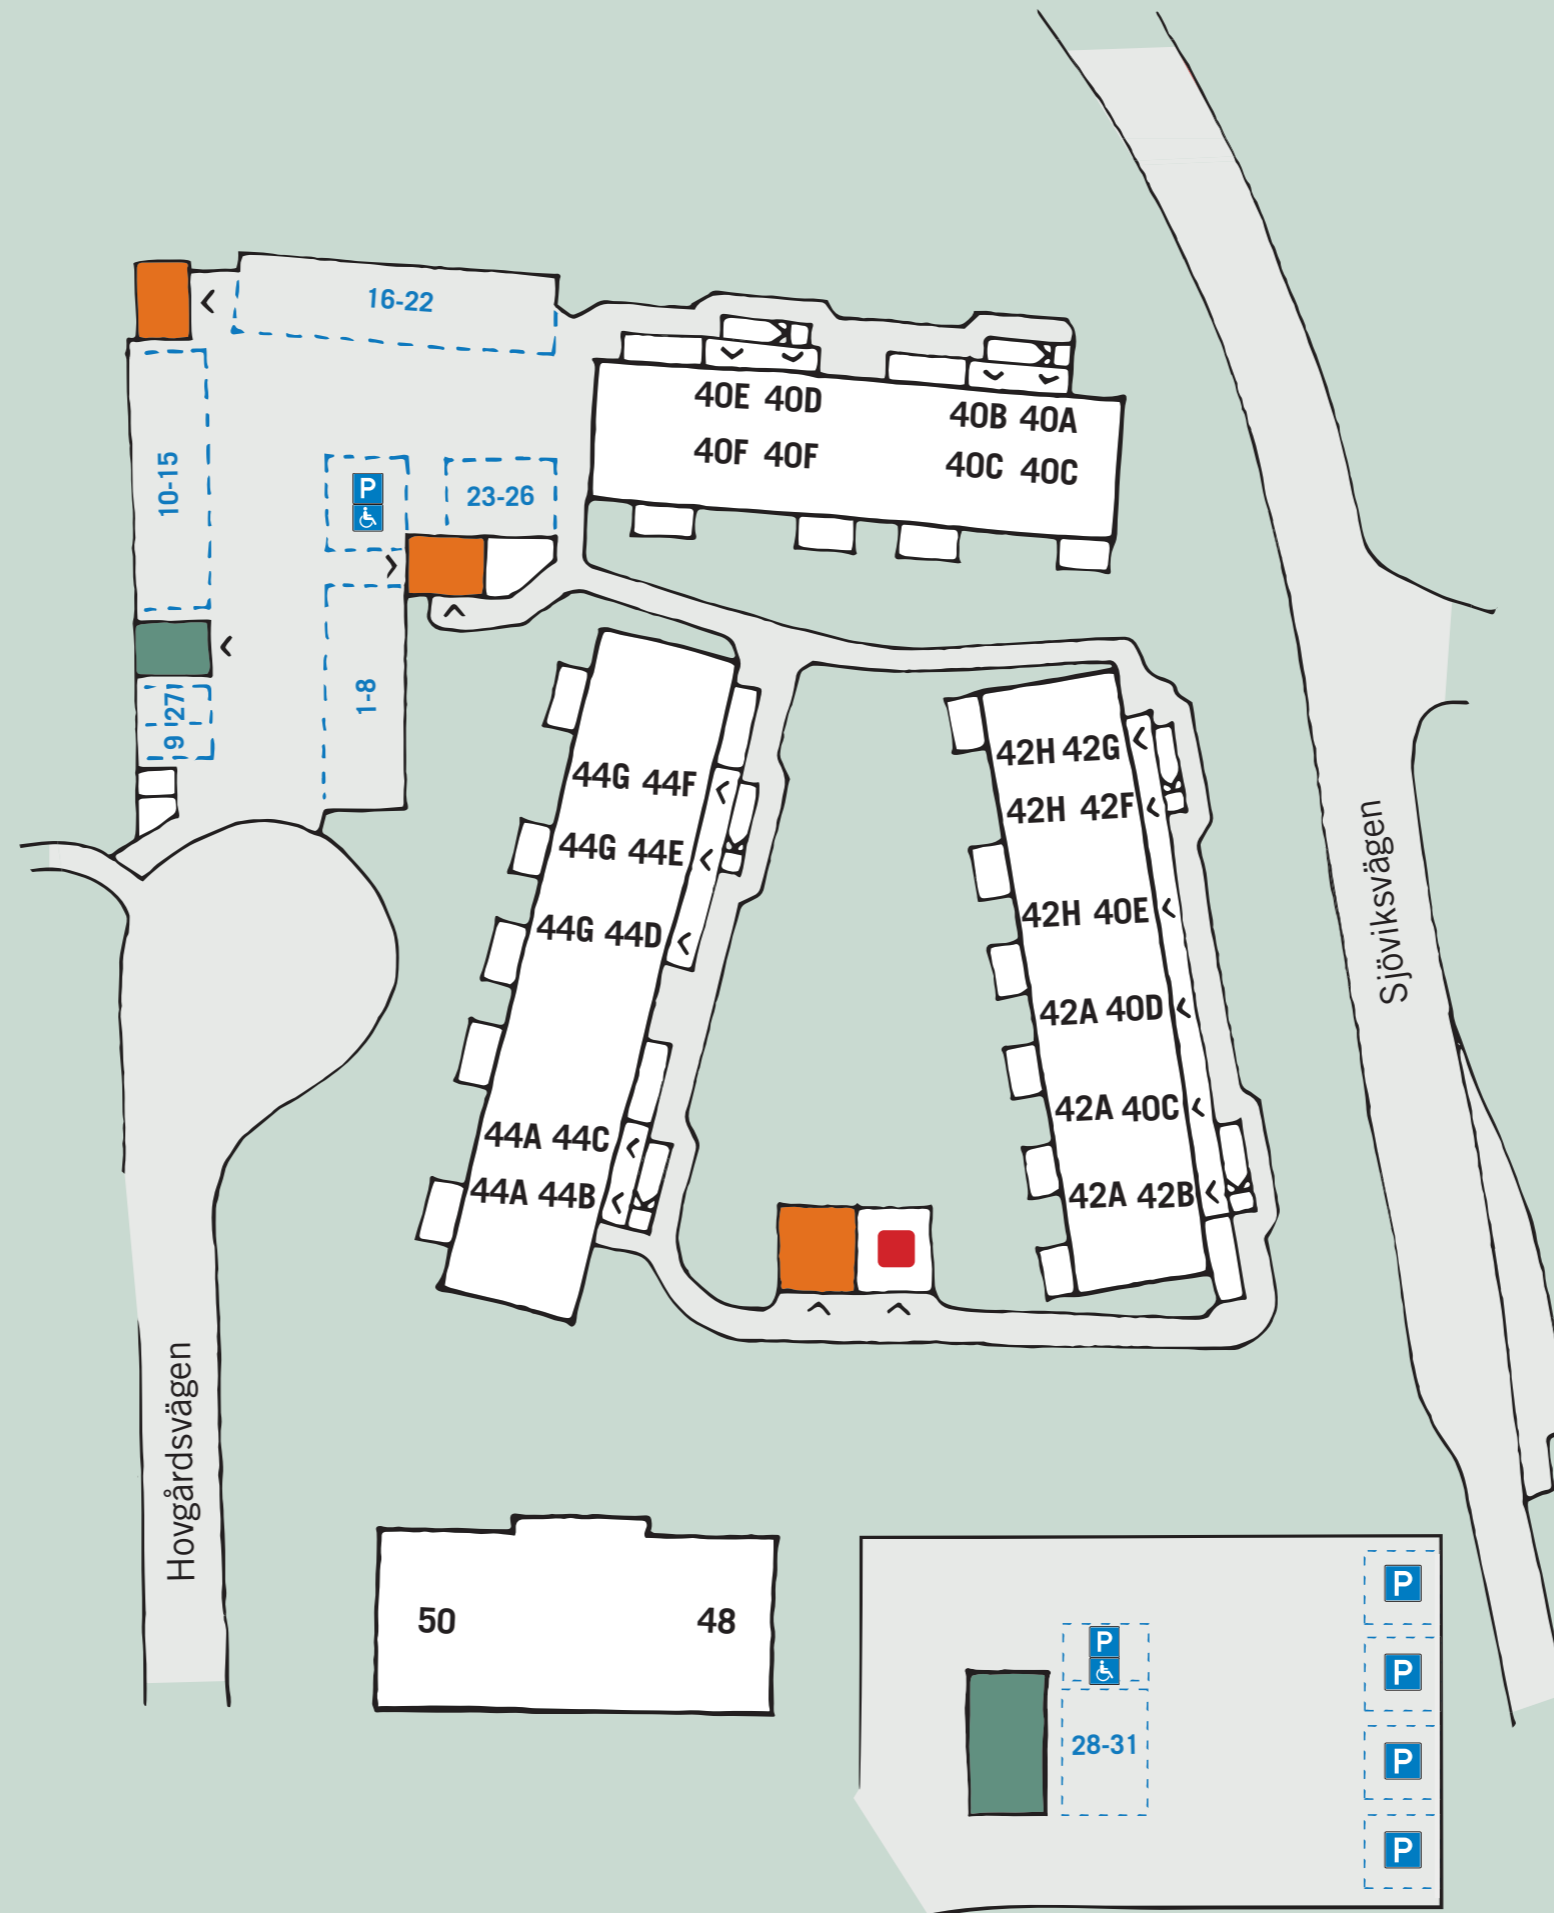 16-22
40E 40D
40B 40A
40F 40F
40C 40C
10-15
P
23-26
27
9
1-8
44G 44F
44G 44E
44G 44D
44A 44C
44A 44B
42H 42G
42H 42F
42H 40E
42A 40D
42A 40C
42A 42B
Sjöviksvägen
Hovgårdsvägen
50
48
P
28-31
P
P
P
P